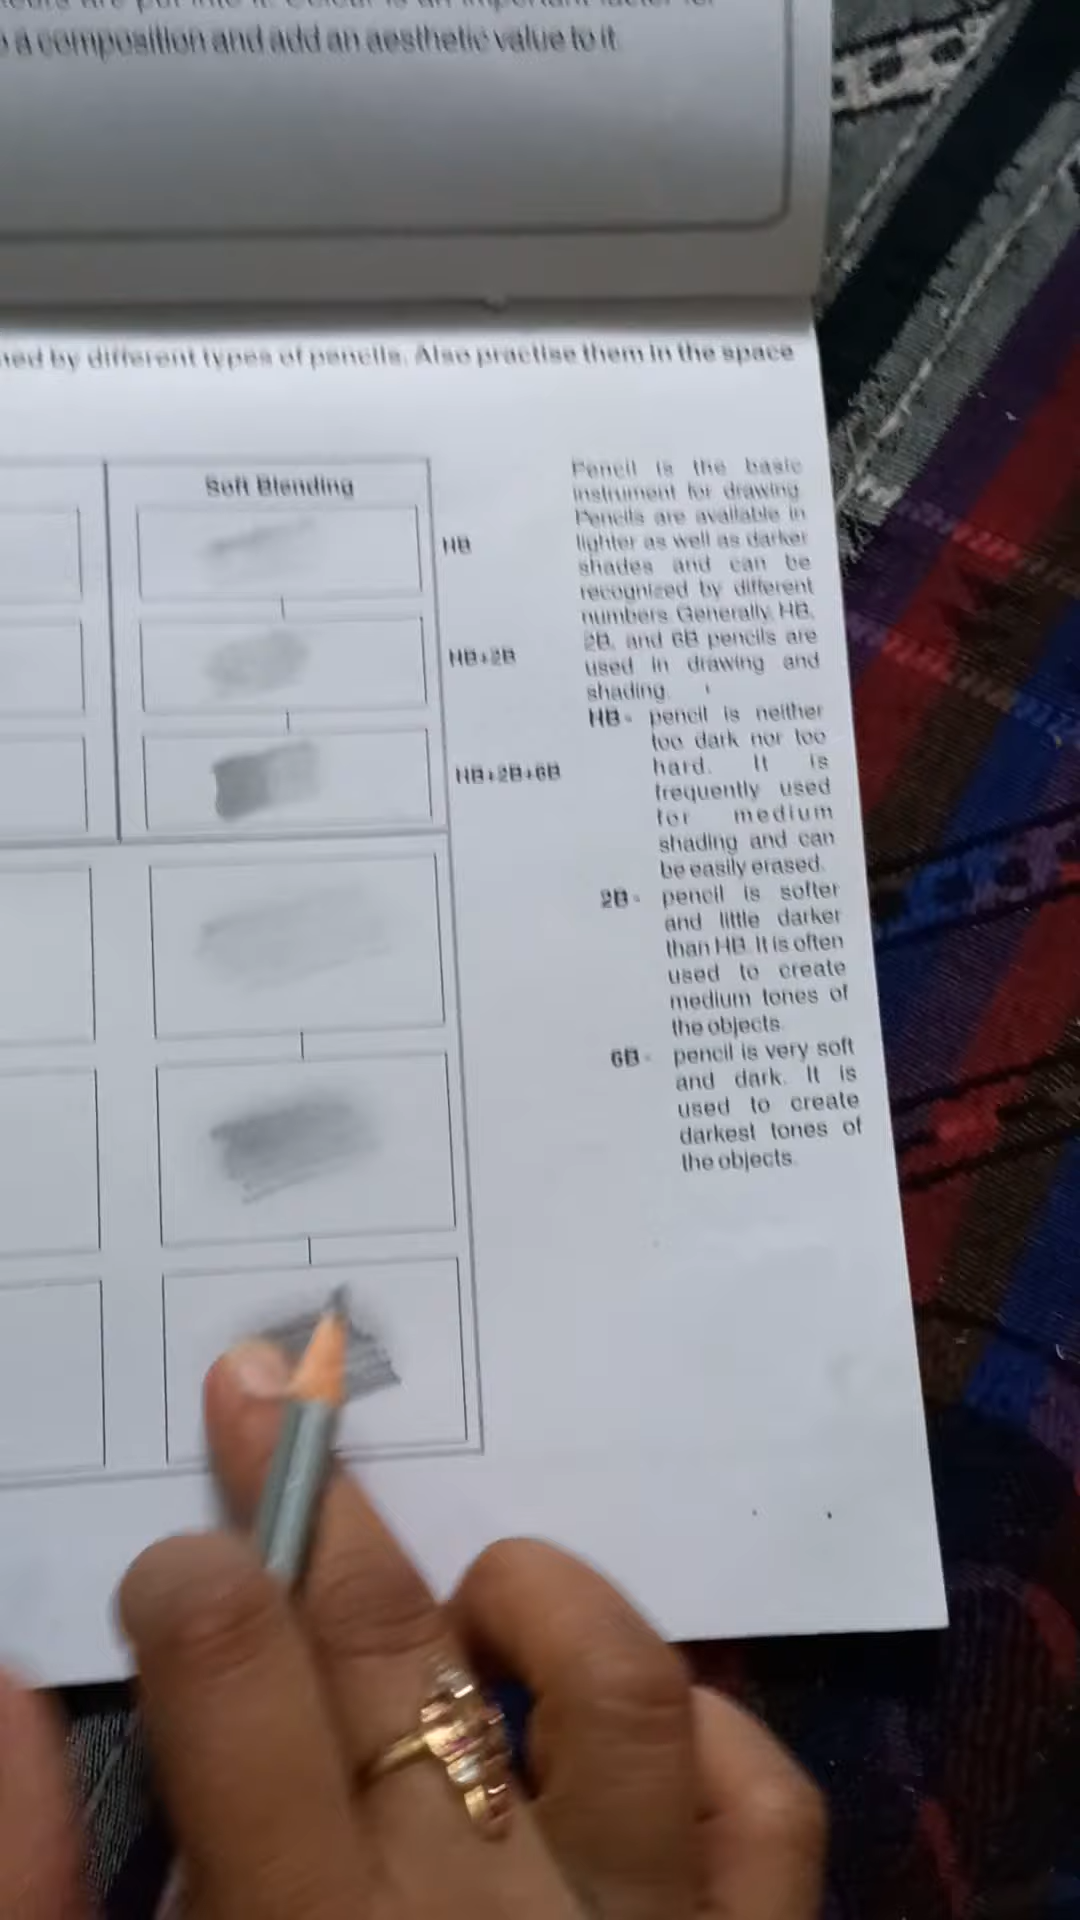 a composition and add an aesthetic value to it.
by different types of pencils. Also practise them in the space
Soft Blending
HB
HB+2B
HB+2B+6B
Pencil is the basic
instrument for drawing.
Pencils are available in
lighter as well as darker
shades and can be
recognized by different
numbers. Generally, HB,
2B, and 6B pencils are
used in drawing and
shading.
HB - pencil is neither
too dark nor too
hard. It is
frequently used
for medium
shading and can
be easily erased.
2B - pencil is softer
and little darker
than HB. It is often
used to create
medium tones of
the objects.
6B - pencil is very soft
and dark. It is
used to create
darkest tones of
the objects.